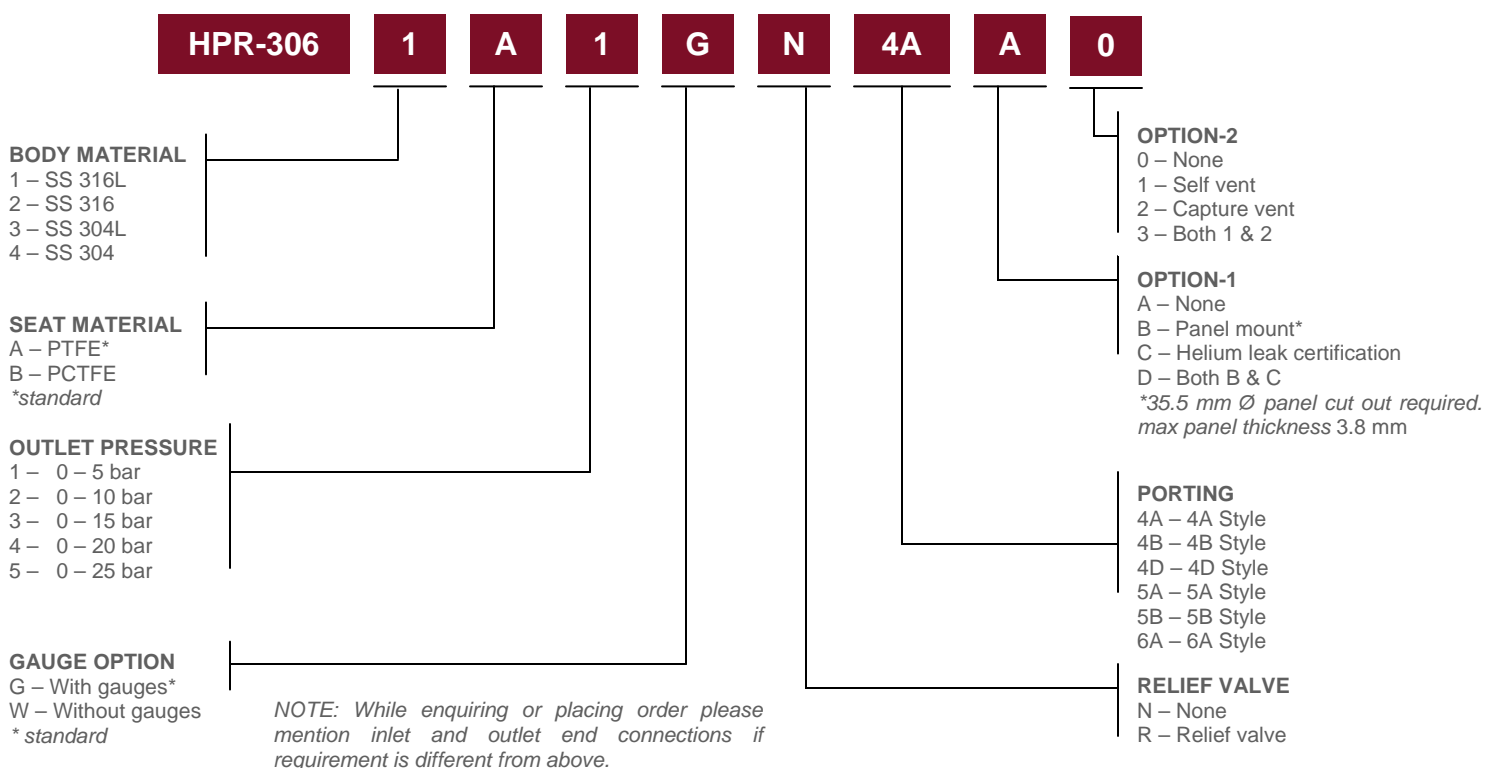 HPR-306 1 A 1 G N 4A A 0
BODY MATERIAL
1 – SS 316L
2 – SS 316
3 – SS 304L
4 – SS 304
SEAT MATERIAL
A – PTFE*
B – PCTFE
*standard
OUTLET PRESSURE
1 – 0 – 5 bar
2 – 0 – 10 bar
3 – 0 – 15 bar
4 – 0 – 20 bar
5 – 0 – 25 bar
GAUGE OPTION
G – With gauges*
W – Without gauges
* standard
NOTE: While enquiring or placing order please
mention inlet and outlet end connections if
requirement is different from above.
OPTION-2
0 – None
1 – Self vent
2 – Capture vent
3 – Both 1 & 2
OPTION-1
A – None
B – Panel mount*
C – Helium leak certification
D – Both B & C
*35.5 mm Ø panel cut out required.
max panel thickness 3.8 mm
PORTING
4A – 4A Style
4B – 4B Style
4D – 4D Style
5A – 5A Style
5B – 5B Style
6A – 6A Style
RELIEF VALVE
N – None
R – Relief valve